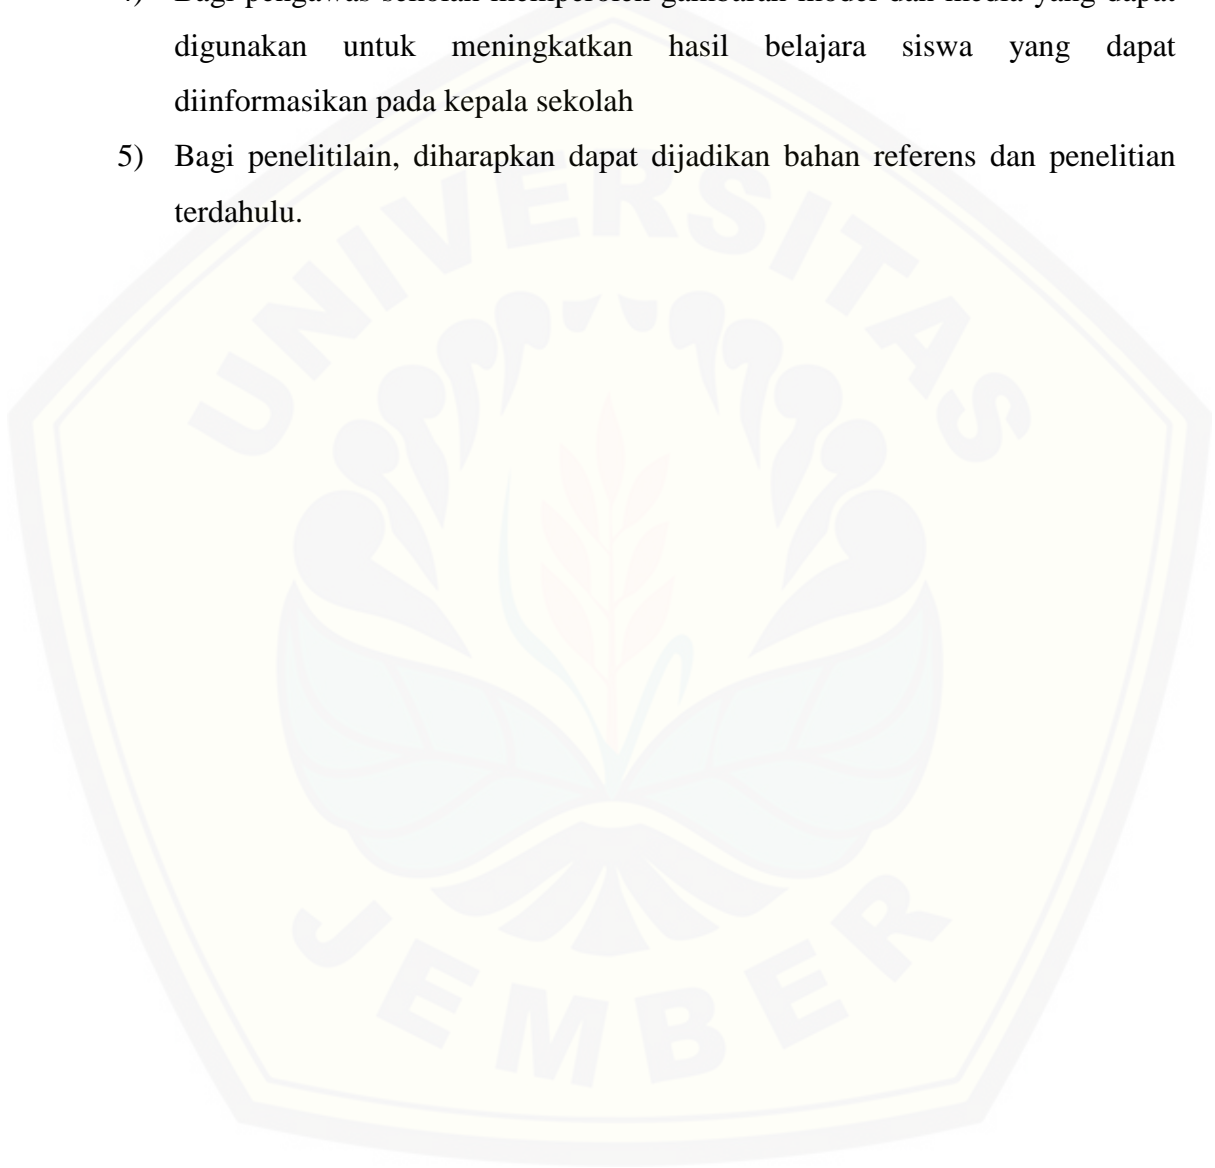 4) Bagi pengawas sekolah memperoleh gambaran model dan media yang dapat
digunakan untuk meningkatkan hasil belajara siswa yang dapat
diinformasikan pada kepala sekolah
5) Bagi penelitilain, diharapkan dapat dijadikan bahan referens dan penelitian
terdahulu.
UNIVERSITAS
JEMBER